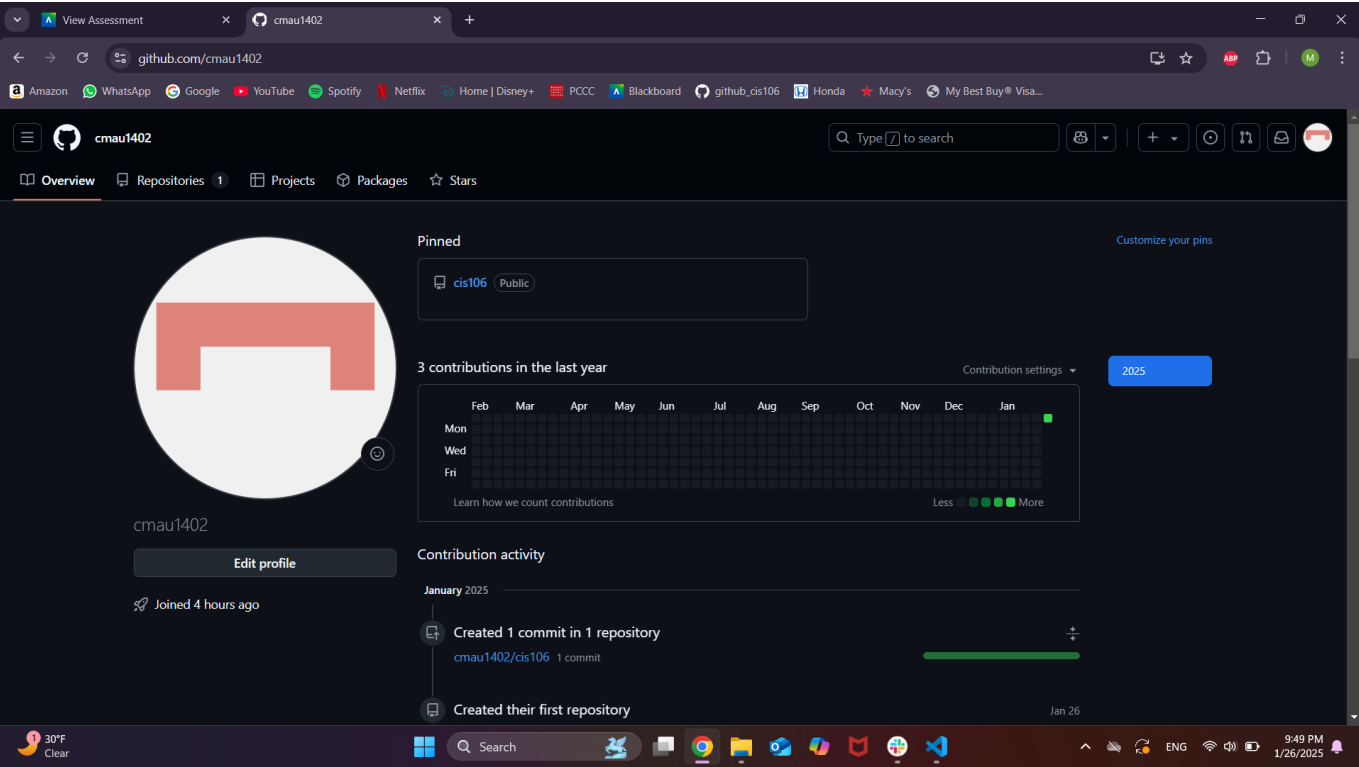 View Assessment
cmau1402
github.com/cmau1402
ABP
M
Amazon WhatsApp Google YouTube Spotify Netflix Home | Disney+ PCCC Blackboard github_cis106 Honda Macy's My Best Buy® Visa...
cmau1402
Type / to search
Overview Repositories 1 Projects Packages Stars
Pinned
Customize your pins
cis106 Public
3 contributions in the last year
Contribution settings
2025
Feb Mar Apr May Jun Jul Aug Sep Oct Nov Dec Jan
Mon
Wed
Fri
Learn how we count contributions
Less More
cmau1402
Edit profile
Joined 4 hours ago
Contribution activity
January 2025
Created 1 commit in 1 repository
cmau1402/cis106 1 commit
Created their first repository
Jan 26
1
30°F
Clear
Search
ENG
9:49 PM
1/26/2025